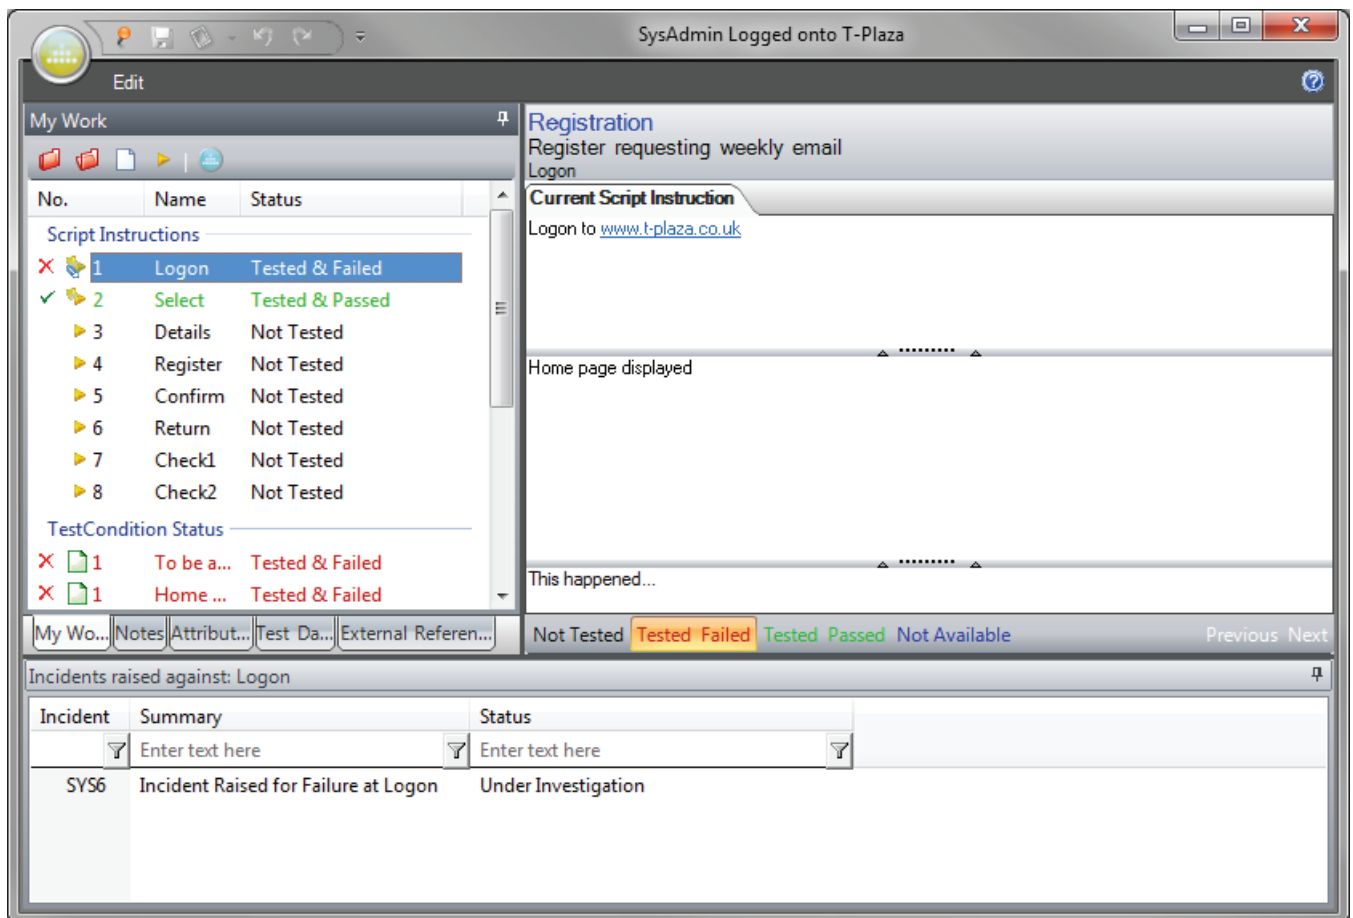 SysAdmin Logged onto T-Plaza
Edit
My Work
No. Name Status
Script Instructions
1 Logon Tested & Failed
2 Select Tested & Passed
3 Details Not Tested
4 Register Not Tested
5 Confirm Not Tested
6 Return Not Tested
7 Check1 Not Tested
8 Check2 Not Tested
TestCondition Status
1 To be a... Tested & Failed
1 Home ... Tested & Failed
My Wo... Notes Attribut... Test Da... External Referen...
Registration
Register requesting weekly email
Logon
Current Script Instruction
Logon to www.t-plaza.co.uk
Home page displayed
This happened...
Not Tested Tested Failed Tested Passed Not Available Previous Next
Incidents raised against: Logon
Incident Summary Status
Enter text here Enter text here
SYS6 Incident Raised for Failure at Logon Under Investigation